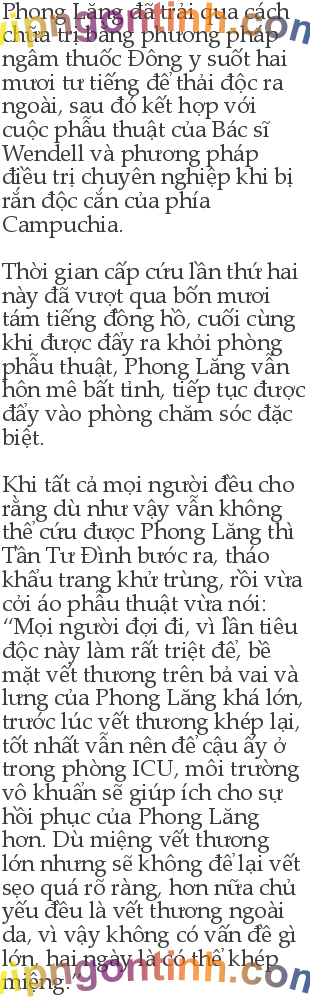 Phong Lăng đã trải qua cách
chữa trị bằng phương pháp
ngâm thuốc Đông y suốt hai
mươi tư tiếng để thải độc ra
ngoài, sau đó kết hợp với
cuộc phẫu thuật của Bác sĩ
Wendell và phương pháp
điều trị chuyên nghiệp khi bị
rắn độc cắn của phía
Campuchia.
Thời gian cấp cứu lần thứ hai
này đã vượt qua bốn mươi
tám tiếng đồng hồ, cuối cùng
khi được đẩy ra khỏi phòng
phẫu thuật, Phong Lăng vẫn
hôn mê bất tỉnh, tiếp tục được
đẩy vào phòng chăm sóc đặc
biệt.
Khi tất cả mọi người đều cho
rằng dù như vậy vẫn không
thể cứu được Phong Lăng thì
Tần Tư Đình bước ra, tháo
khẩu trang khử trùng, rồi vừa
cởi áo phẫu thuật vừa nói:
“Mọi người đợi đi, vì lần tiêu
độc này làm rất triệt để, bề
mặt vết thương trên bả vai và
lưng của Phong Lăng khá lớn,
trước lúc vết thương khép lại,
tốt nhất vẫn nên để cậu ấy ở
trong phòng ICU, môi trường
vô khuẩn sẽ giúp ích cho sự
hồi phục của Phong Lăng
hơn. Dù miệng vết thương
lớn nhưng sẽ không để lại vết
sẹo quá rõ ràng, hơn nữa chủ
yếu đều là vết thương ngoài
da, vì vậy không có vấn đề gì
lớn, hai ngày là có thể khép
miệng.”
vipngontinh.com
vipngontinh.com